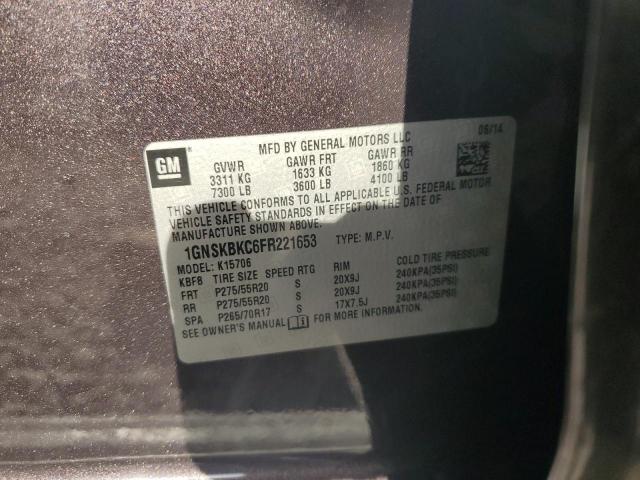 GM
MFD BY GENERAL MOTORS LLC 06/14
GVWR GAWR FRT GAWR RR
3311 KG 1633 KG 1860 KG
7300 LB 3600 LB 4100 LB
THIS VEHICLE CONFORMS TO ALL APPLICABLE U.S. FEDERAL MOTOR
VEHICLE SAFETY STANDARDS IN EFFECT ON THE DATE OF
MANUFACTURE SHOWN ABOVE.
1GNSKBKC6FR221653 TYPE: M.P.V.
MODEL: K15706
KBFB TIRE SIZE SPEED RTG RIM COLD TIRE PRESSURE
FRT P275/55R20 S 20X9J 240KPA(35PSI)
RR P275/55R20 S 20X9J 240KPA(35PSI)
SPA P265/70R17 S 17X7.5J 240KPA(35PSI)
SEE OWNER'S MANUAL FOR MORE INFORMATION.